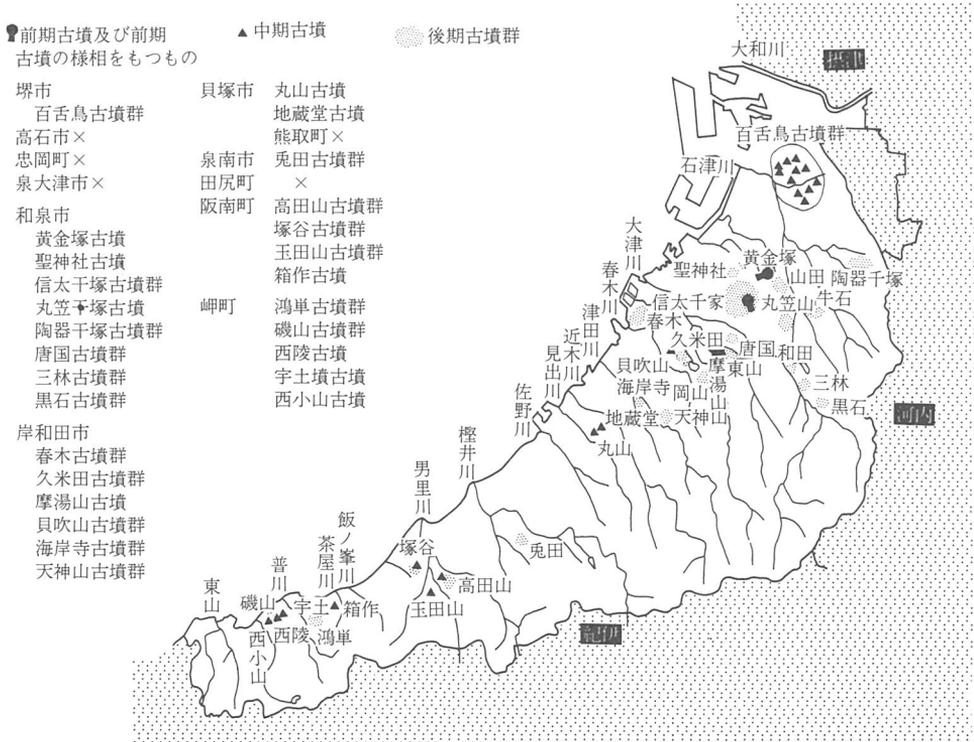 前期古墳及び前期
古墳の様相をもつもの
中期古墳
後期古墳群
堺市
百舌鳥古墳群
高石市×
忠岡町×
泉大津市×
和泉市
黄金塚古墳
聖神社古墳
信太干塚古墳群
丸笠干塚古墳
陶器干塚古墳群
唐国古墳群
三林古墳群
黒石古墳群
岸和田市
春木古墳群
久米田古墳群
摩湯山古墳
貝吹山古墳群
海岸寺古墳群
天神山古墳群
貝塚市 丸山古墳
地蔵堂古墳
熊取町×
泉南市 兎田古墳群
田尻町 ×
阪南町 高田山古墳群
塚谷古墳群
玉田山古墳群
箱作古墳
岬町 鴻単古墳群
磯山古墳群
西陵古墳
宇土墳古墳
西小山古墳
大和川
摂津
百舌鳥古墳群
石津川
大津川
春木川
津田川
近木川
見出川
佐野川
樫井川
男里川
飯ノ峯川
茶屋川
普川
東山
黄金塚
聖神社
山田
陶器千塚
信太千家
丸笠山
牛石
春木
久米田
唐国
和田
貝吹山
摩湯山
東山
海岸寺
岡山
三林
黒石
地蔵堂
天神山
丸山
河内
塚谷
兎田
高田山
玉田山
磯山
宇土
箱作
西陵
鴻単
西小山
紀伊